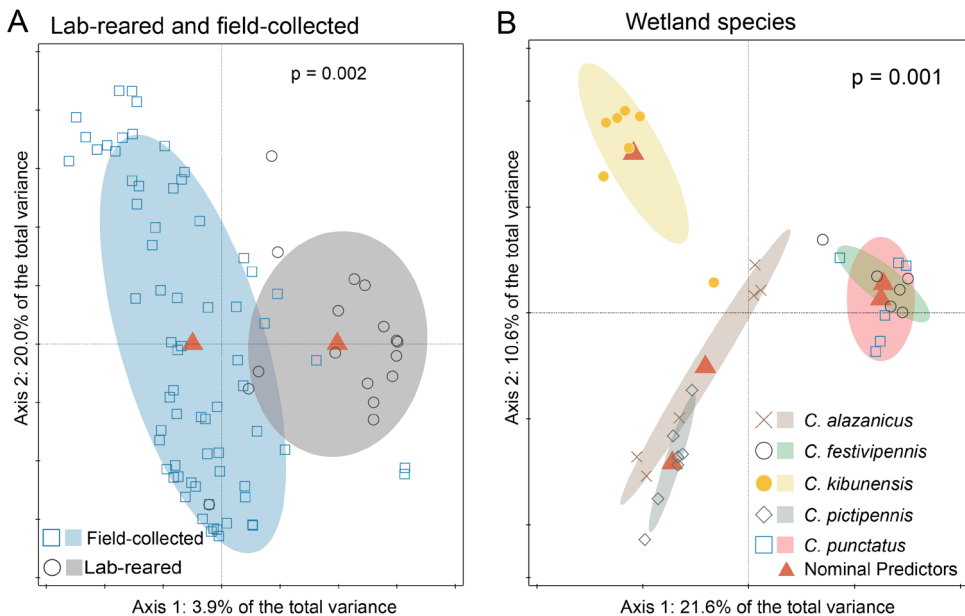 A
Lab-reared and field-collected
p = 0.002
Axis 2: 20.0% of the total variance
Field-collected
Lab-reared
Axis 1: 3.9% of the total variance
B
Wetland species
p = 0.001
Axis 2: 10.6% of the total variance
C. alazanicus
C. festivipennis
C. kibunensis
C. pictipennis
C. punctatus
Nominal Predictors
Axis 1: 21.6% of the total variance